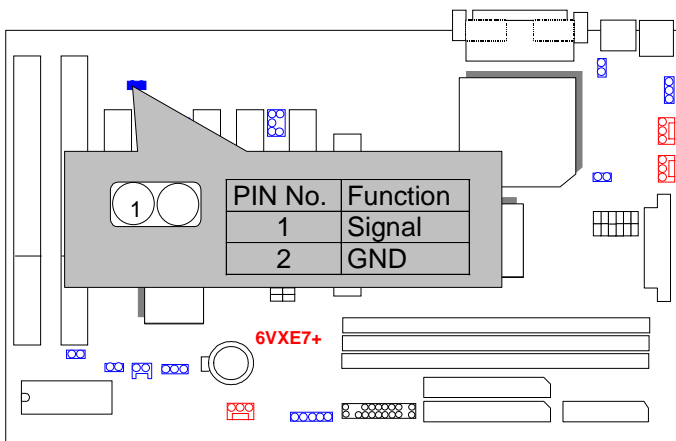 PIN No. Function
1 Signal
2 GND
1
6VXE7+